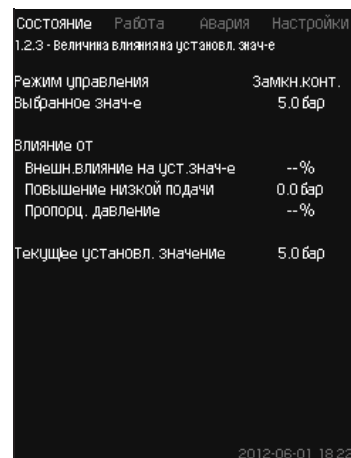 Состояние Работа Авария Настройки
1.2.3 - Величина влияния на установл. знач-е
Режим управления Замкн.конт.
Выбранное знач-е 5.0 бар
Влияние от
Внешн.влияние на уст.знач-е --%
Повышение низкой подачи 0.0 бар
Пропорц. давление --%
Текущее установл. значение 5.0 бар
2012-06-01 18:22